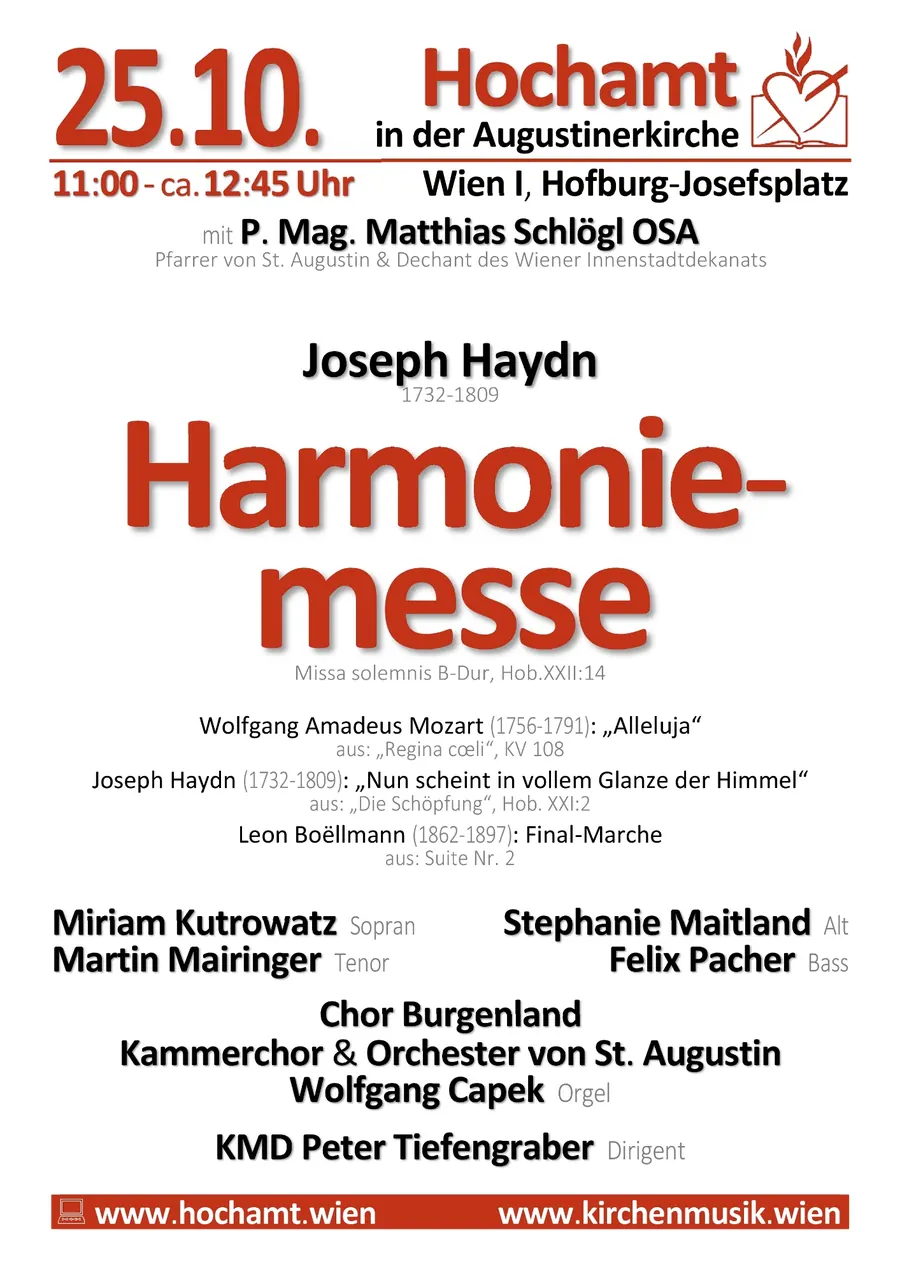 25.10.
Hochamt
in der Augustinerkirche
11:00 - ca. 12:45 Uhr
Wien I, Hofburg-Josefsplatz
mit P. Mag. Matthias Schlögl OSA
Pfarrer von St. Augustin & Dechant des Wiener Innenstadtdekanats
Joseph Haydn
1732-1809
Harmonie-
messe
Missa solemnis B-Dur, Hob.XXII:14
Wolfgang Amadeus Mozart (1756-1791): „Alleluja“
aus: „Regina cœli“, KV 108
Joseph Haydn (1732-1809): „Nun scheint in vollem Glanze der Himmel“
aus: „Die Schöpfung“, Hob. XXI:2
Leon Boëllmann (1862-1897): Final-Marche
aus: Suite Nr. 2
Miriam Kutrowatz Sopran
Stephanie Maitland Alt
Martin Mairinger Tenor
Felix Pacher Bass
Chor Burgenland
Kammerchor & Orchester von St. Augustin
Wolfgang Capek Orgel
KMD Peter Tiefengraber Dirigent
www.hochamt.wien
www.kirchenmusik.wien